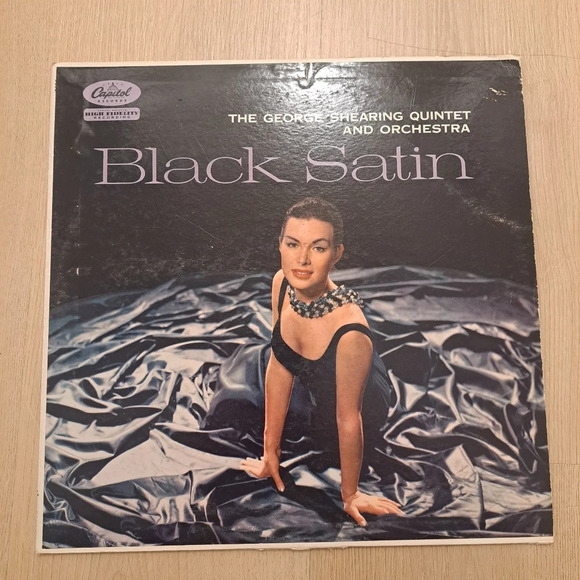 Capitol
RECORDS
HIGH FIDELITY
RECORDING
THE GEORGE SHEARING QUINTET
AND ORCHESTRA
Black Satin